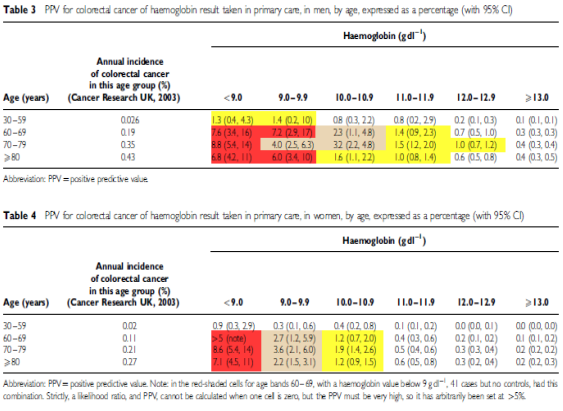 Table 3 PPV for colorectal cancer of haemoglobin result taken in primary care, in men, by age, expressed as a percentage (with 95% CI)
Haemoglobin (g dl⁻¹)
Annual incidence
of colorectal cancer
in this age group (%)
Age (years) (Cancer Research UK, 2003) <9.0 9.0–9.9 10.0–10.9 11.0–11.9 12.0–12.9 ⩾13.0
30–59 0.026 1.3 (0.4, 4.3) 1.4 (0.2, 10) 0.8 (0.3, 2.2) 0.8 (0.2, 2.9) 0.2 (0.1, 0.3) 0.1 (0.1, 0.1)
60–69 0.19 7.6 (3.4, 16) 7.2 (2.9, 17) 2.3 (1.1, 4.8) 1.4 (0.9, 2.3) 0.7 (0.5, 1.0) 0.3 (0.3, 0.3)
70–79 0.35 8.8 (5.4, 14) 4.0 (2.5, 6.3) 3.2 (2.2, 4.8) 1.5 (1.2, 2.0) 1.0 (0.7, 1.2) 0.4 (0.3, 0.4)
⩾80 0.43 6.8 (4.2, 11) 6.0 (3.4, 10) 1.6 (1.1, 2.2) 1.0 (0.8, 1.4) 0.6 (0.5, 0.8) 0.4 (0.3, 0.5)
Abbreviation: PPV=positive predictive value.
Table 4 PPV for colorectal cancer of haemoglobin result taken in primary care, in women, by age, expressed as a percentage (with 95% CI)
Haemoglobin (g dl⁻¹)
Annual incidence
of colorectal cancer
in this age group (%)
Age (years) (Cancer Research UK, 2003) <9.0 9.0–9.9 10.0–10.9 11.0–11.9 12.0–12.9 ⩾13.0
30–59 0.02 0.9 (0.3, 2.9) 0.3 (0.1, 0.6) 0.4 (0.2, 0.8) 0.1 (0.1, 0.2) 0.0 (0.0, 0.1) 0.0 (0.0, 0.0)
60–69 0.11 >5 (note) 2.7 (1.2, 5.9) 1.2 (0.7, 2.0) 0.4 (0.3, 0.6) 0.2 (0.1, 0.2) 0.1 (0.1, 0.2)
70–79 0.21 8.6 (5.4, 14) 3.6 (2.1, 6.0) 1.9 (1.4, 2.6) 0.5 (0.4, 0.6) 0.3 (0.3, 0.4) 0.2 (0.2, 0.2)
⩾80 0.27 7.1 (4.5, 11) 2.2 (1.5, 3.1) 1.2 (0.9, 1.5) 0.6 (0.5, 0.8) 0.3 (0.2, 0.4) 0.2 (0.2, 0.3)
Abbreviation: PPV=positive predictive value. Note: in the red-shaded cells for age bands 60–69, with a haemoglobin value below 9 g dl⁻¹, 41 cases but no controls, had this
combination. Strictly, a likelihood ratio, and PPV, cannot be calculated when one cell is zero, but the PPV must be very high, so it has arbitrarily been set at >5%.